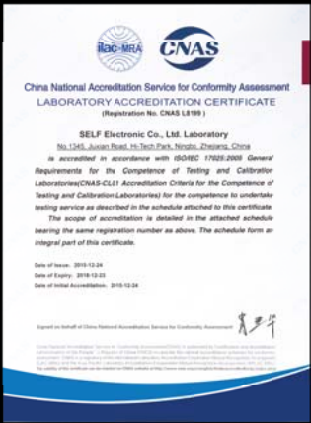 ilac-MRA
CNAS
China National Accreditation Service for Conformity Assessment
LABORATORY ACCREDITATION CERTIFICATE
(Registration No. CNAS L8199 )
SELF Elctronic Co., Ltd. Laboratory
No.1345, Juxian Road, Hi-Tech Park, Ningbo, Zhejiang, China
is accredited in accordance with ISO/IEC 17025:2005 General
Requirements for ths Competence of Testing and Calibration
Laboratories(CNAS-CL01 Accreditation Criteria for the Competence of
Testing and Calibration Laboratories) for the competence to undertake
testing service as described in the schedule attached to this certificate
The scope of accreditation is detailed in the attached schedule
bearing the same registration number as above. The schedule form an
integral part of this certificate.
Date of Issue: 2015-12-24
Date of Expiry: 2018-12-23
Date of Initial Accreditation: 2015-12-24
Signed on behalf of China National Accreditation Service for Conformity Assessment